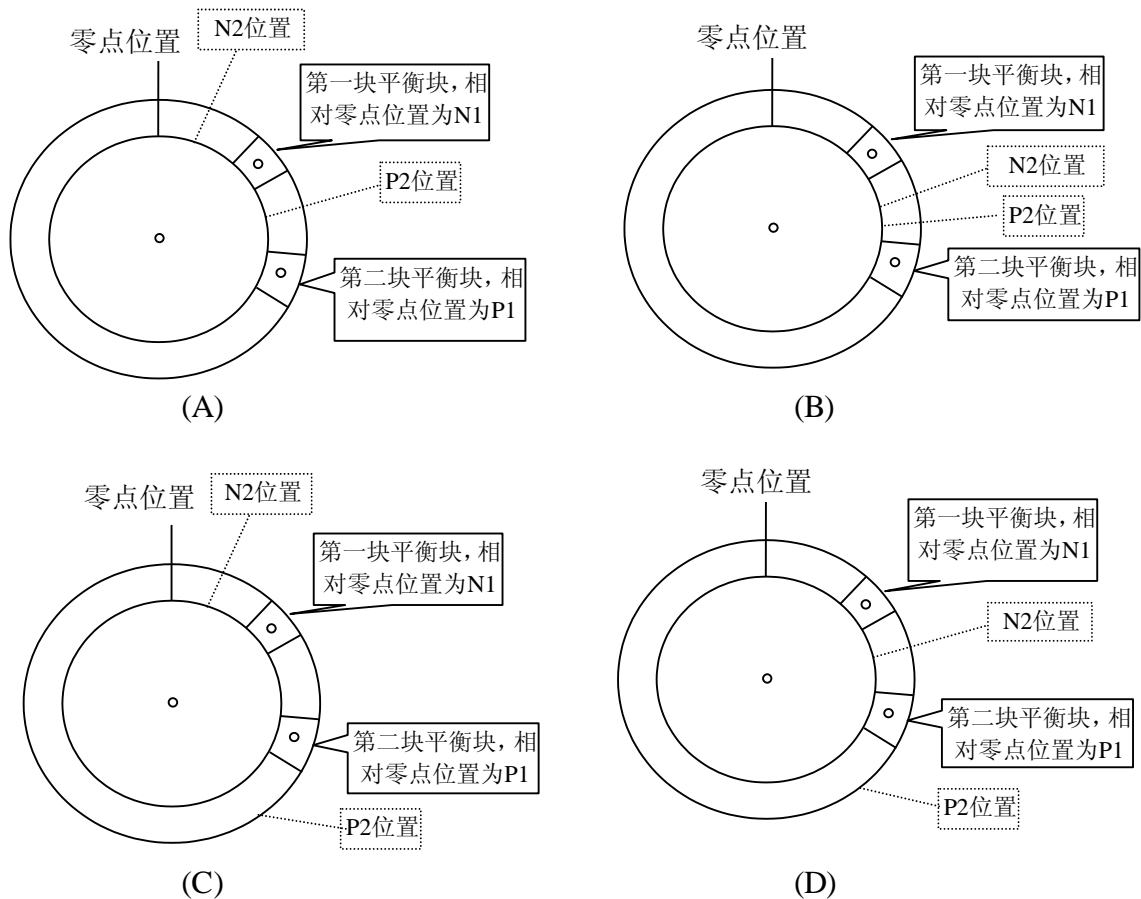 N2位置
零点位置
第一块平衡块，相
对零点位置为N1
P2位置
第二块平衡块，相
对零点位置为P1
(A)
零点位置
第一块平衡块，相
对零点位置为N1
N2位置
P2位置
第二块平衡块，相
对零点位置为P1
(B)
零点位置
N2位置
第一块平衡块，相
对零点位置为N1
第二块平衡块，相
对零点位置为P1
P2位置
(C)
零点位置
第一块平衡块，相
对零点位置为N1
N2位置
第二块平衡块，相
对零点位置为P1
P2位置
(D)